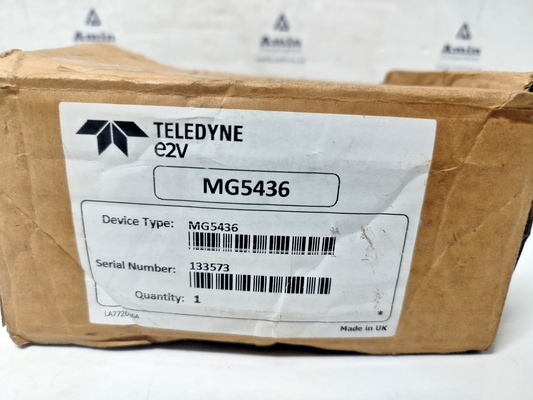 Amin
Amin
Amin
TELEDYNE
e2V
MG5436
Device Type: MG5436
Serial Number: 133573
Quantity: 1
*
Made in UK